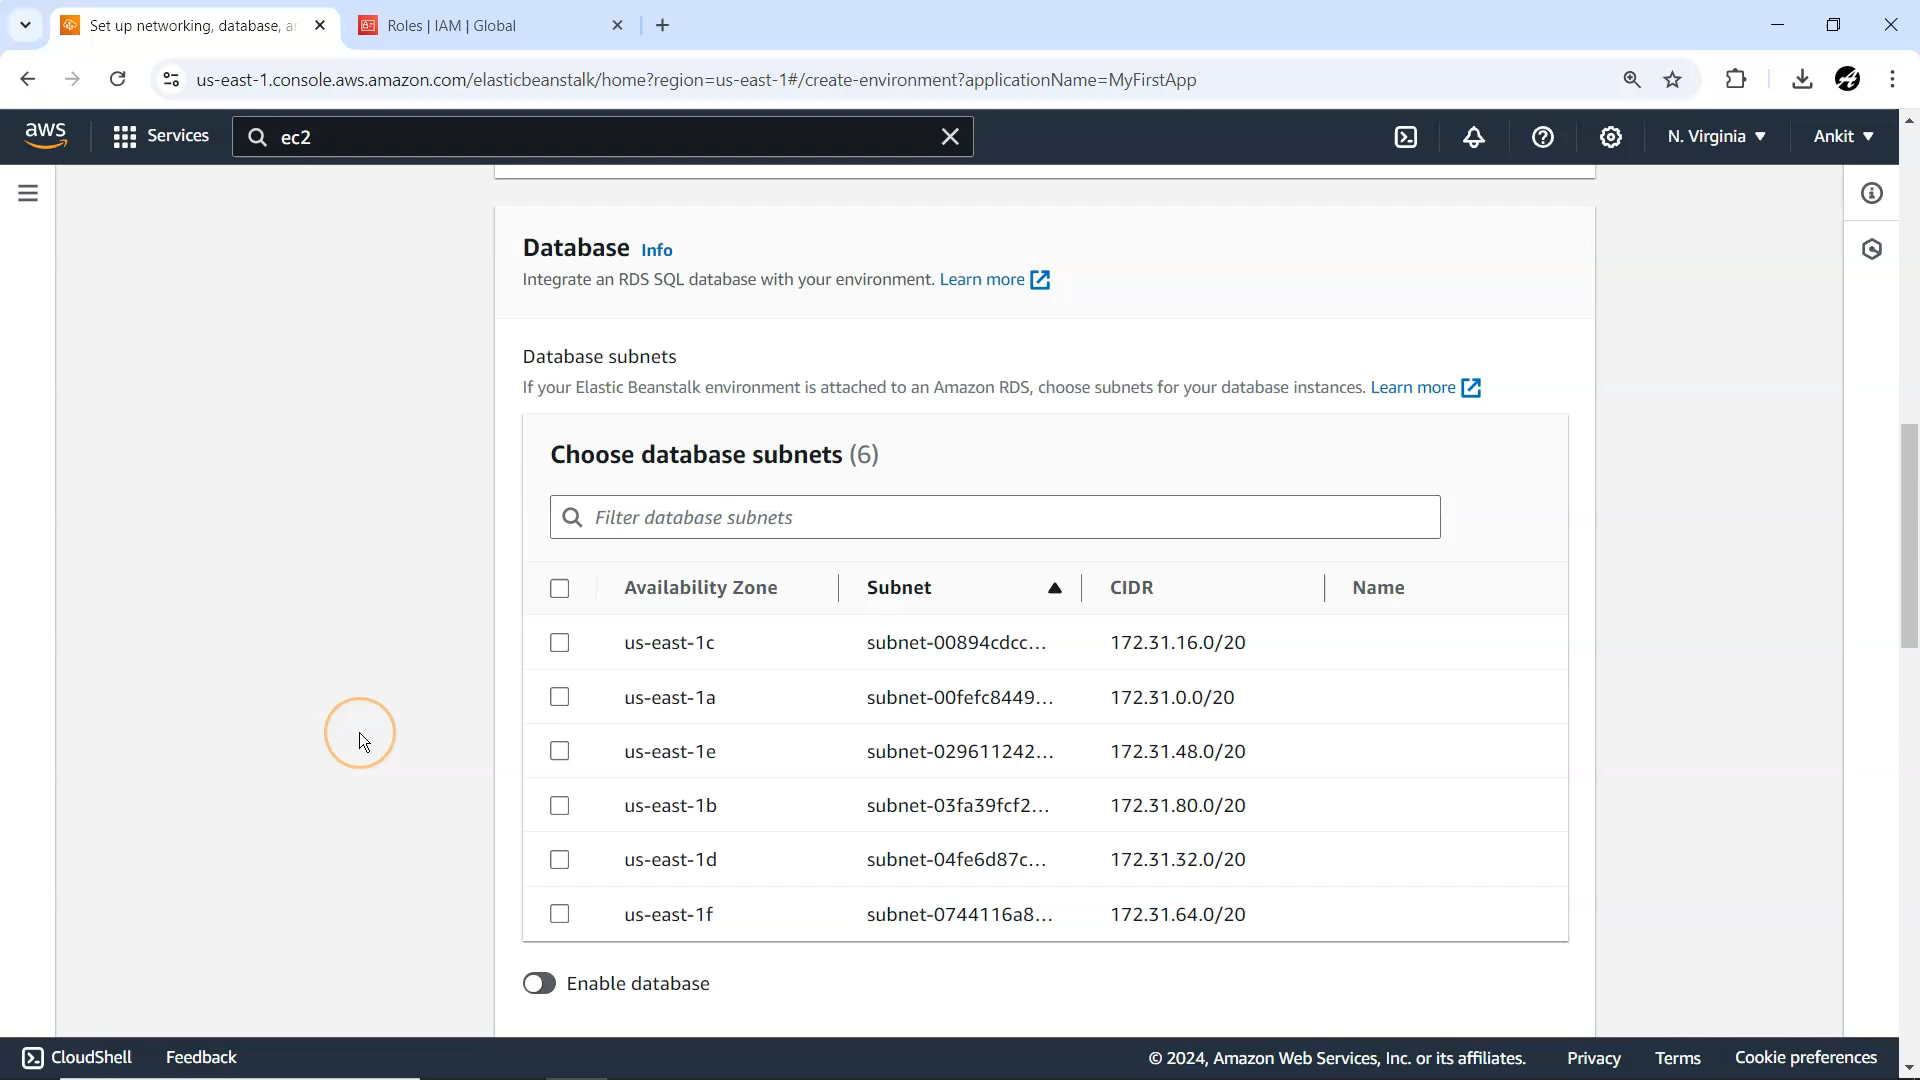 Set up networking, database, a
Roles | IAM | Global
us-east-1.console.aws.amazon.com/elasticbeanstalk/home?region=us-east-1#/create-environment?applicationName=MyFirstApp
aws
Services
ec2
N. Virginia
Ankit
Database Info
Integrate an RDS SQL database with your environment. Learn more
Database subnets
If your Elastic Beanstalk environment is attached to an Amazon RDS, choose subnets for your database instances. Learn more
Choose database subnets (6)
Filter database subnets
Availability Zone Subnet CIDR Name
us-east-1c subnet-00894cdcc... 172.31.16.0/20
us-east-1a subnet-00fefc8449... 172.31.0.0/20
us-east-1e subnet-029611242... 172.31.48.0/20
us-east-1b subnet-03fa39fcf2... 172.31.80.0/20
us-east-1d subnet-04fe6d87c... 172.31.32.0/20
us-east-1f subnet-0744116a8... 172.31.64.0/20
Enable database
CloudShell Feedback © 2024, Amazon Web Services, Inc. or its affiliates. Privacy Terms Cookie preferences